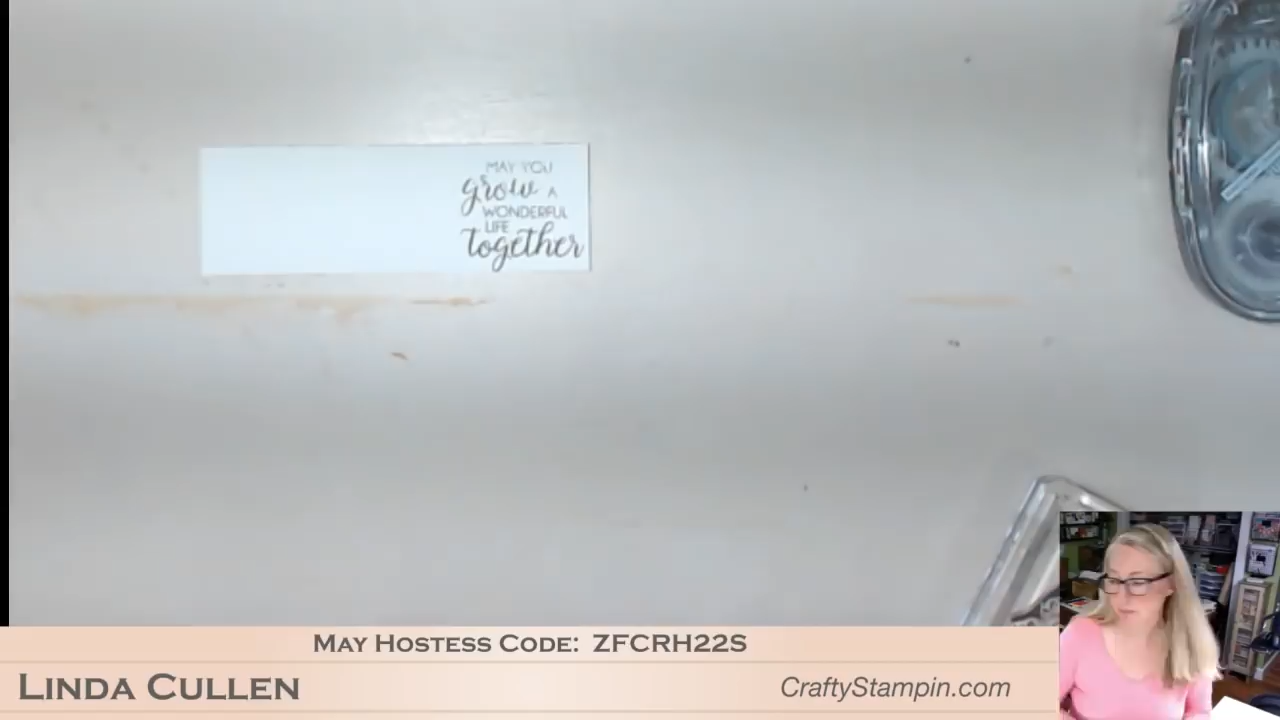 MAY YOU
grow A
WONDERFUL
LIFE
together
MAY HOSTESS CODE: ZFCRH22S
LINDA CULLEN
CraftyStampin.com